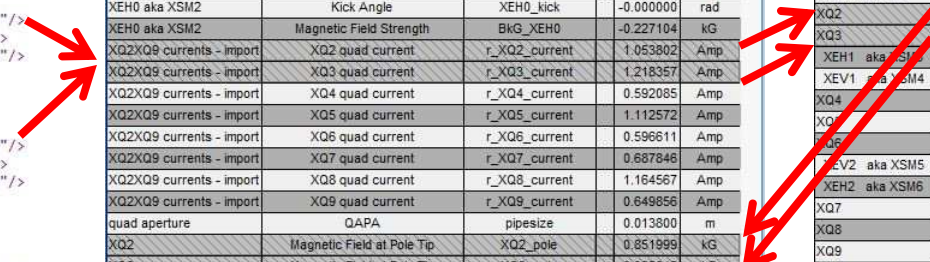 "/>
>
"/>
"/>
>
"/>
XEH0 aka XSM2 Kick Angle XEH0_kick -0.000000 rad
XEH0 aka XSM2 Magnetic Field Strength BkG_XEH0 -0.227104 kG
XQ2XQ9 currents - import XQ2 quad current r_XQ2_current 1.053802 Amp
XQ2XQ9 currents - import XQ3 quad current r_XQ3_current 1.218357 Amp
XQ2XQ9 currents - import XQ4 quad current r_XQ4_current 0.592085 Amp
XQ2XQ9 currents - import XQ5 quad current r_XQ5_current 1.112572 Amp
XQ2XQ9 currents - import XQ6 quad current r_XQ6_current 0.596611 Amp
XQ2XQ9 currents - import XQ7 quad current r_XQ7_current 0.687846 Amp
XQ2XQ9 currents - import XQ8 quad current r_XQ8_current 1.164567 Amp
XQ2XQ9 currents - import XQ9 quad current r_XQ9_current 0.649856 Amp
quad aperture QAPA pipesize 0.013800 m
XQ2 Magnetic Field at Pole Tip XQ2_pole 0.851999 kG
XQ2
XQ3
XEH1 aka
XEV1 aka XSM4
XQ4
XEV2 aka XSM5
XEH2 aka XSM6
XQ7
XQ8
XQ9